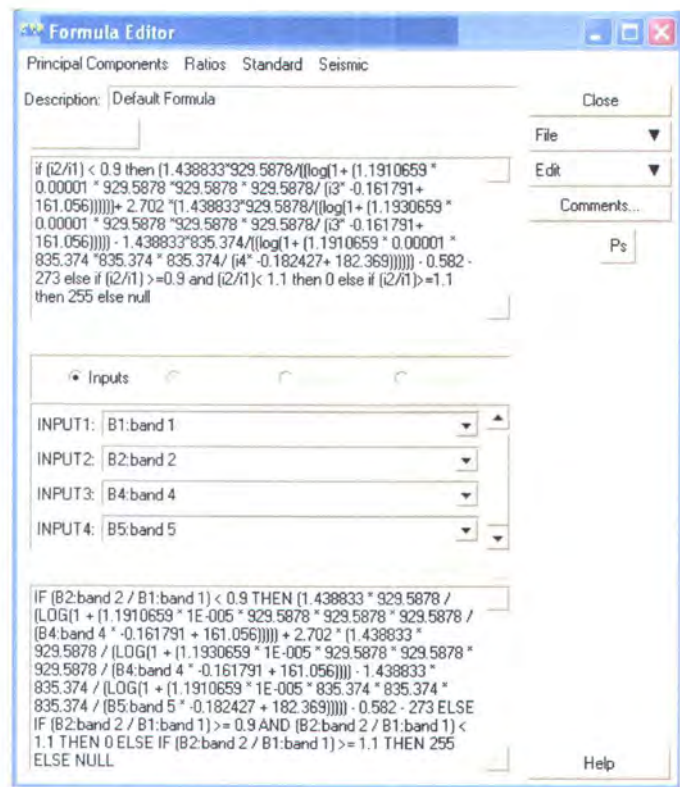 Formula Editor
Principal Components Ratios Standard Seismic
Description: Default Formula
Close
File
Edit
Comments...
Ps
if (i2/i1) < 0.9 then (1.438833*929.5878/((log(1+ (1.1910659 *
0.00001 * 929.5878 *929.5878 * 929.5878/ (i3* -0.161791+
161.056))))))+ 2.702 *(1.438833*929.5878/((log(1+ (1.1930659 *
0.00001 * 929.5878 *929.5878 * 929.5878/ (i3* -0.161791+
161.056))))) - 1.438833*835.374/((log(1+ (1.1910659 * 0.00001 *
835.374 *835.374 * 835.374/ (i4* -0.182427+ 182.369)))))) - 0.582 -
273 else if (i2/i1) >=0.9 and (i2/i1)< 1.1 then 0 else if (i2/i1)>=1.1
then 255 else null
Inputs
INPUT1: B1:band 1
INPUT2: B2:band 2
INPUT3: B4:band 4
INPUT4: B5:band 5
IF (B2:band 2 / B1:band 1) < 0.9 THEN (1.438833 * 929.5878 /
(LOG(1 + (1.1910659 * 1E-005 * 929.5878 * 929.5878 * 929.5878 /
(B4:band 4 * -0.161791 + 161.056))))) + 2.702 * (1.438833 *
929.5878 / (LOG(1 + (1.1930659 * 1E-005 * 929.5878 * 929.5878 *
929.5878 / (B4:band 4 * -0.161791 + 161.056)))) - 1.438833 *
835.374 / (LOG(1 + (1.1910659 * 1E-005 * 835.374 * 835.374 *
835.374 / (B5:band 5 * -0.182427 + 182.369))))) - 0.582 - 273 ELSE
IF (B2:band 2 / B1:band 1) >= 0.9 AND (B2:band 2 / B1:band 1) <
1.1 THEN 0 ELSE IF (B2:band 2 / B1:band 1) >= 1.1 THEN 255
ELSE NULL
Help